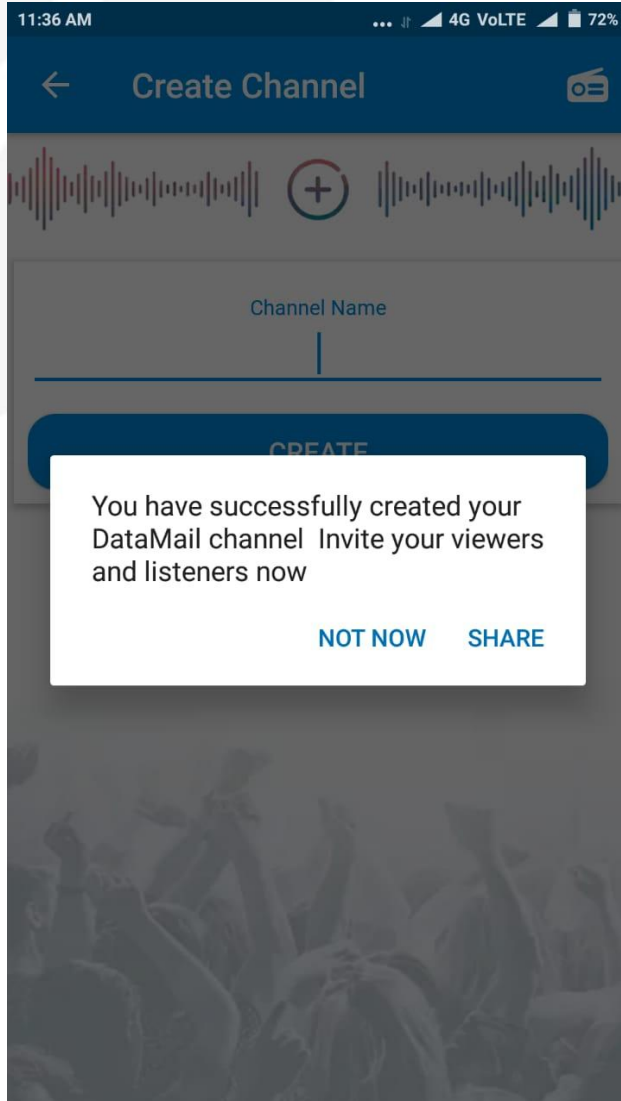 11:36 AM ... 4G VoLTE 72%
Create Channel
Channel Name
CREATE
You have successfully created your
DataMail channel  Invite your viewers
and listeners now
NOT NOW SHARE